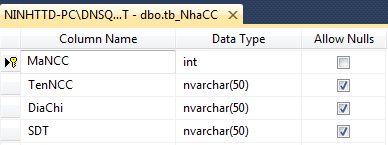 NINHTTD-PC\DNSQ...T - dbo.tb_NhaCC ×
Column Name Data Type Allow Nulls
MaNCC int
TenNCC nvarchar(50)
DiaChi nvarchar(50)
SDT nvarchar(50)